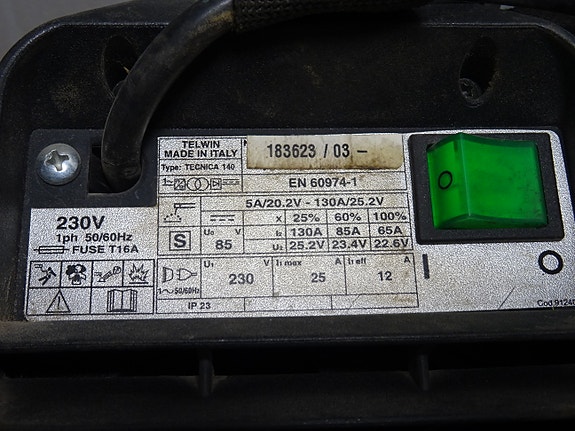 TELWIN
MADE IN ITALY
Type: TECNICA 140
183623 / 03 -
EN 60974-1
5A/20.2V - 130A/25.2V
X 25% 60% 100%
S U₀ V 85 I₂ 130A 85A 65A
U₂ 25.2V 23.4V 22.6V
230V
1ph 50/60Hz
FUSE T16A
1~50/60Hz U₁ V 230 I₁ max A 25 I₁ eff A 12
IP 23
I O